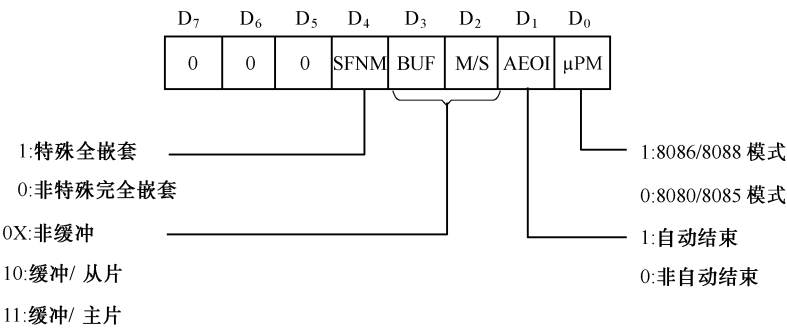 D₇ D₆ D₅ D₄ D₃ D₂ D₁ D₀
0 0 0 SFNM BUF M/S AEOI μPM
1:特殊全嵌套
0:非特殊完全嵌套
0X:非缓冲
10:缓冲/ 从片
11:缓冲/ 主片
1:8086/8088 模式
0:8080/8085 模式
1:自动结束
0:非自动结束